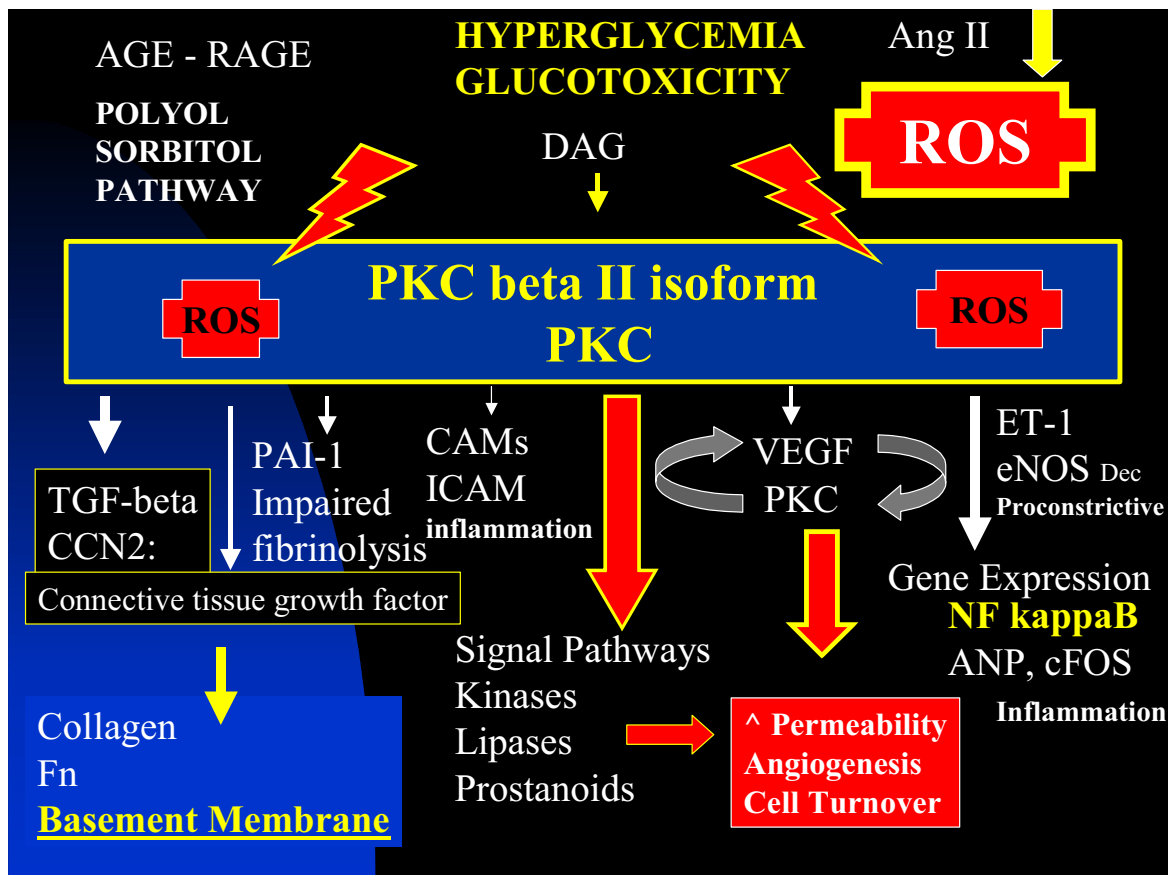 AGE - RAGE
POLYOL
SORBITOL
PATHWAY
HYPERGLYCEMIA
GLUCOTOXICITY
DAG
Ang II
ROS
PKC beta II isoform
PKC
ROS
ROS
TGF-beta
CCN2:
Connective tissue growth factor
PAI-1
Impaired
fibrinolysis
CAMs
ICAM
inflammation
VEGF
PKC
ET-1
eNOS Dec
Proconstrictive
Gene Expression
NF kappaB
ANP, cFOS
Inflammation
Collagen
Fn
Basement Membrane
Signal Pathways
Kinases
Lipases
Prostanoids
^ Permeability
Angiogenesis
Cell Turnover